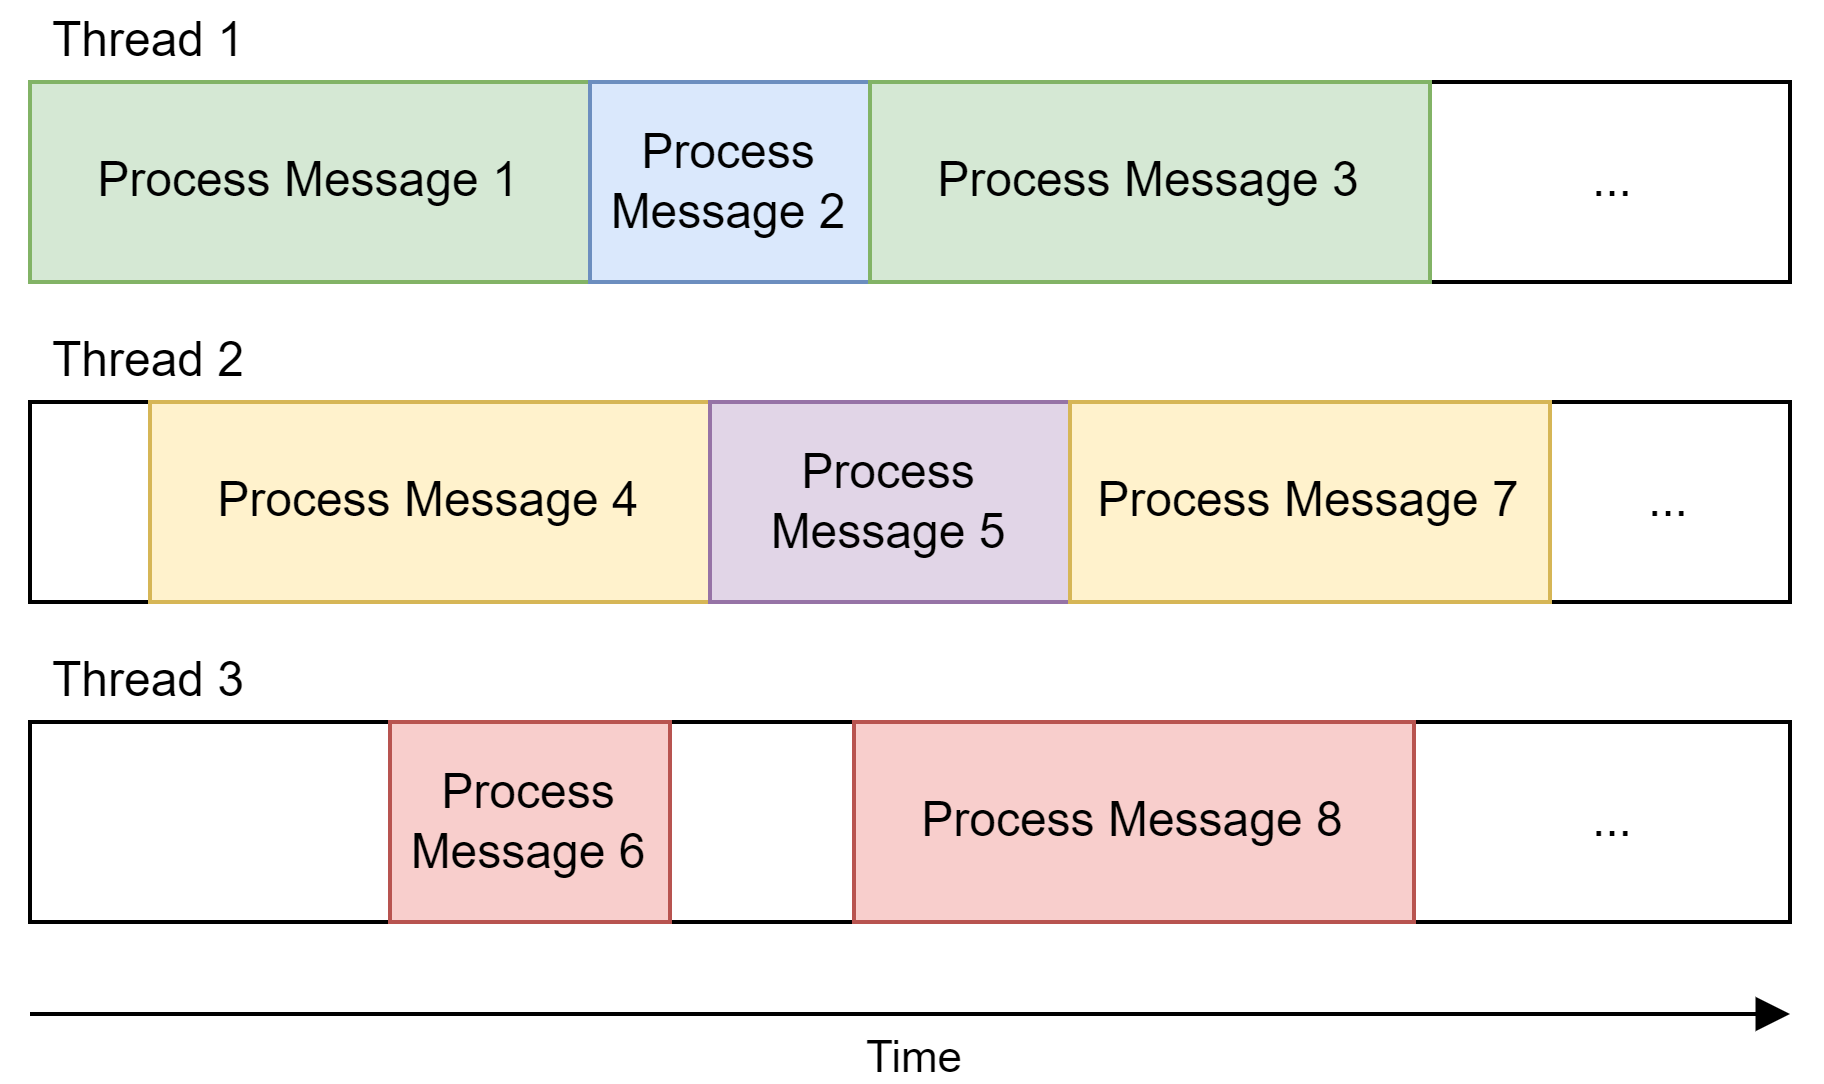 Thread 1
Process Message 1
Process
Message 2
Process Message 3
...
Thread 2
Process Message 4
Process
Message 5
Process Message 7
...
Thread 3
Process
Message 6
Process Message 8
...
Time